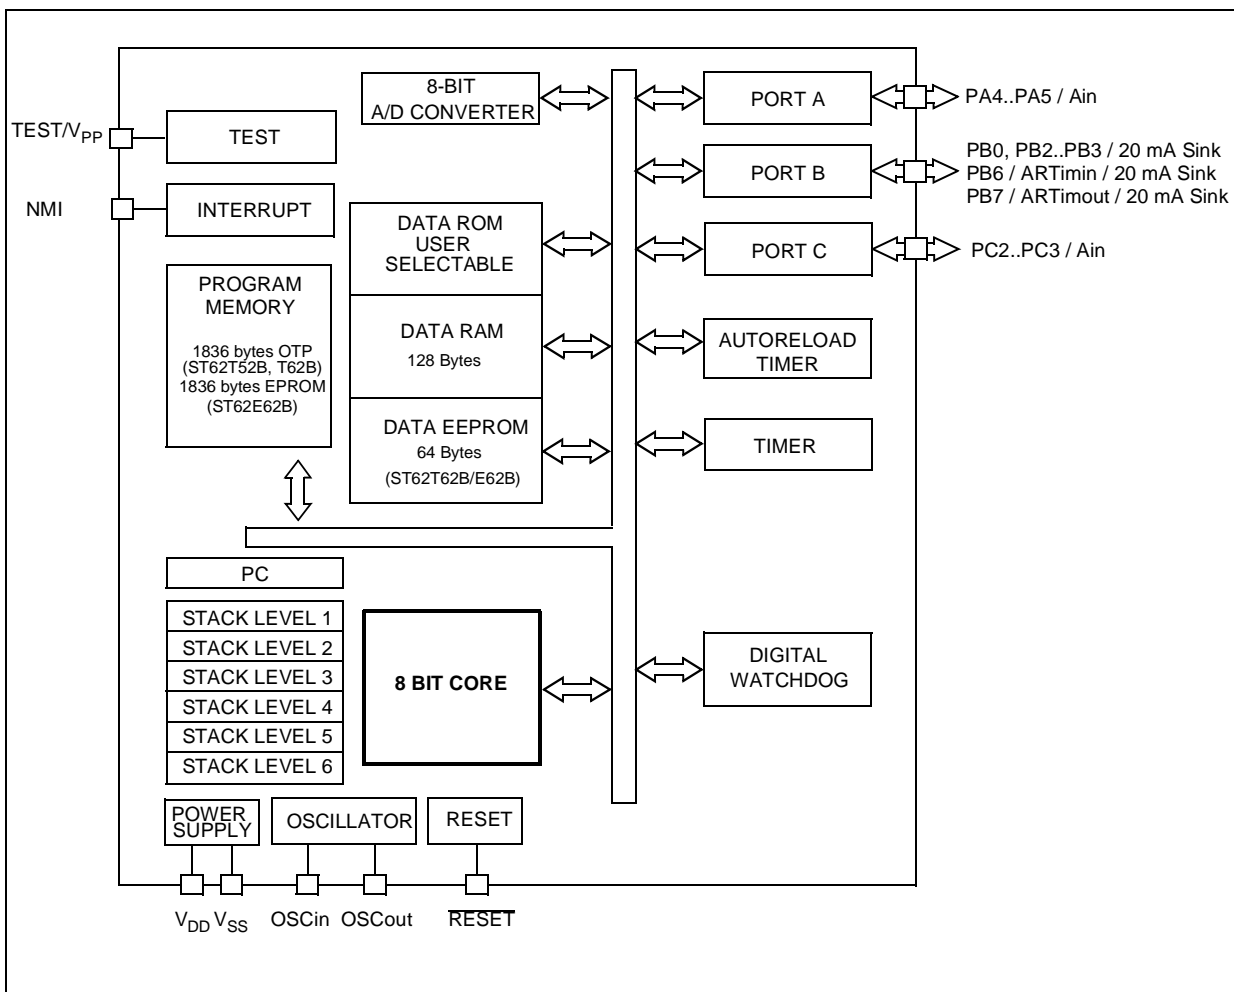 8-BIT
A/D CONVERTER
PORT A
PA4..PA5 / Ain
TEST/VPP
TEST
PORT B
PB0, PB2..PB3 / 20 mA Sink
PB6 / ARTimin / 20 mA Sink
PB7 / ARTimout / 20 mA Sink
NMI
INTERRUPT
DATA ROM
USER
SELECTABLE
PORT C
PC2..PC3 / Ain
PROGRAM
MEMORY
1836 bytes OTP
(ST62T52B, T62B)
1836 bytes EPROM
(ST62E62B)
DATA RAM
128 Bytes
AUTORELOAD
TIMER
DATA EEPROM
64 Bytes
(ST62T62B/E62B)
TIMER
PC
STACK LEVEL 1
STACK LEVEL 2
STACK LEVEL 3
STACK LEVEL 4
STACK LEVEL 5
STACK LEVEL 6
8 BIT CORE
DIGITAL
WATCHDOG
POWER
SUPPLY
OSCILLATOR
RESET
VDD VSS OSCin OSCout RESET